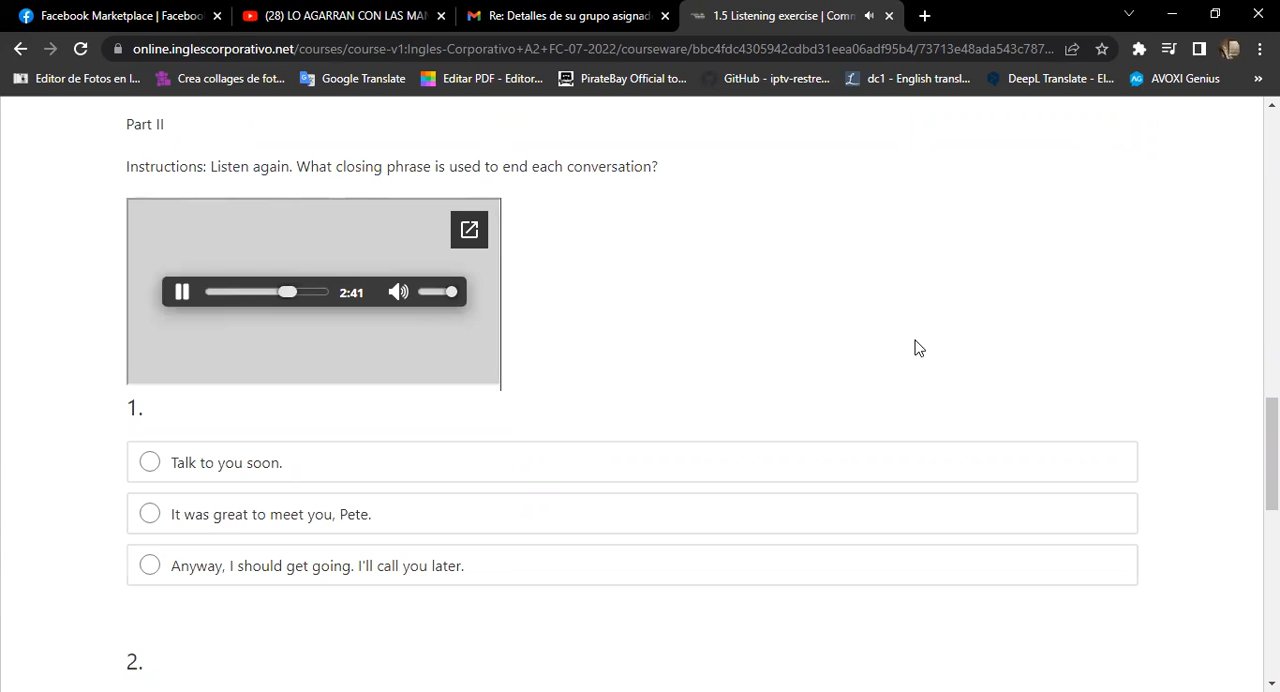 Facebook Marketplace | Facebo
(28) LO AGARRAN CON LAS MAN
Re: Detalles de su grupo asignad
1.5 Listening exercise | Comm
online.inglescorporativo.net/courses/course-v1:Ingles-Corporativo+A2+FC-07-2022/courseware/bbc4fdc4305942cdbd31eea06adf95b4/73713e48ada543c787...
Editor de Fotos en l...
Crea collages de fot...
Google Translate
Editar PDF - Editor...
PirateBay Official to...
GitHub - iptv-restre...
dc1 - English transl...
DeepL Translate - El...
AVOXI Genius
»
Part II
Instructions: Listen again. What closing phrase is used to end each conversation?
2:41
1.
Talk to you soon.
It was great to meet you, Pete.
Anyway, I should get going. I'll call you later.
2.